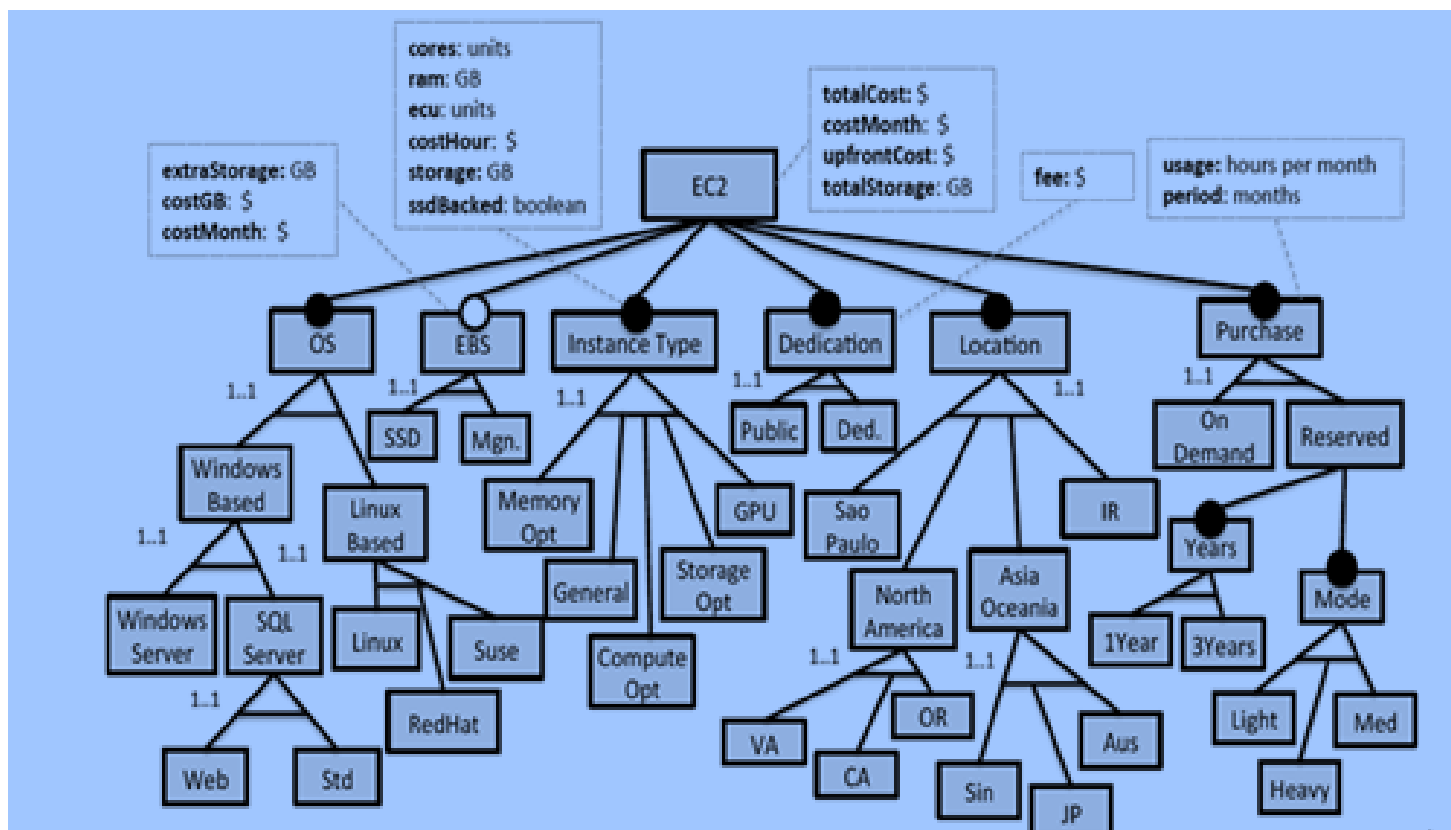 cores: units
ram: GB
ecu: units
costHour: $
storage: GB
ssdBacked: boolean
totalCost: $
costMonth: $
upfrontCost: $
totalStorage: GB
extraStorage: GB
costGB: $
costMonth: $
fee: $
usage: hours per month
period: months
EC2
OS
EBS
Instance Type
Dedication
Location
Purchase
1..1
1..1
1..1
1..1
1..1
1..1
SSD
Mgn.
Public
Ded.
On
Demand
Reserved
Windows
Based
Linux
Based
Memory
Opt
GPU
Sao
Paulo
IR
Years
1..1
1..1
General
Storage
Opt
North
America
Asia
Oceania
Mode
Windows
Server
SQL
Server
Linux
Suse
Compute
Opt
1Year
3Years
1..1
1..1
1..1
RedHat
OR
VA
CA
Aus
Sin
JP
Light
Med
Heavy
Web
Std